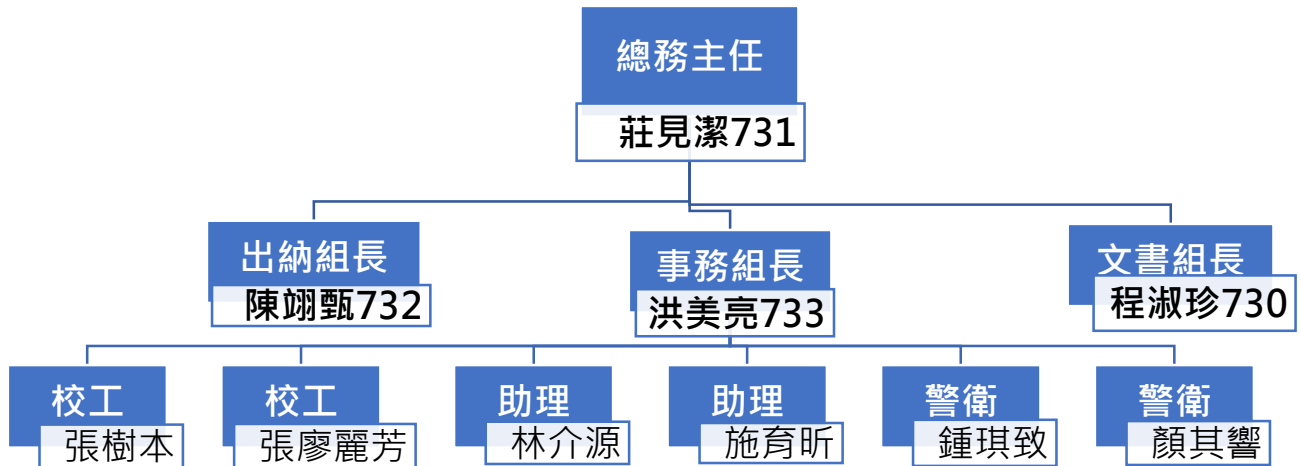 總務主任
莊見潔731
出納組長
陳翊甄732
事務組長
洪美亮733
文書組長
程淑珍730
校工
張樹本
校工
張廖麗芳
助理
林介源
助理
施育昕
警衛
鍾琪致
警衛
顏其響